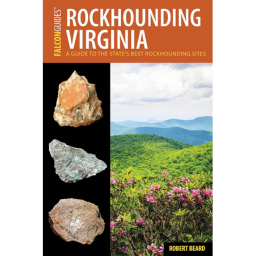 FALCONGUIDES®
ROCKHOUNDING
VIRGINIA
A GUIDE TO THE STATE'S BEST ROCKHOUNDING SITES
ROBERT BEARD